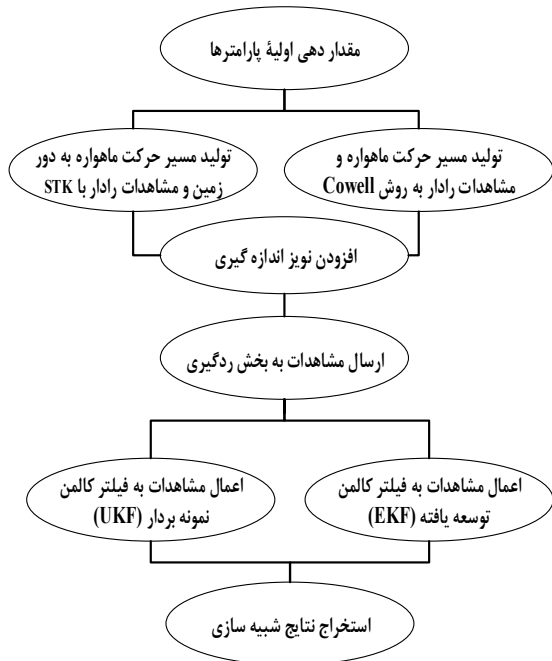 مقدار دهی اولیهٔ پارامترها
تولید مسیر حرکت ماهواره و
مشاهدات رادار به روش Cowell
تولید مسیر حرکت ماهواره به دور
زمین و مشاهدات رادار با STK
افزودن نویز اندازه گیری
ارسال مشاهدات به بخش ردگیری
اعمال مشاهدات به فیلتر کالمن
توسعه یافته (EKF)
اعمال مشاهدات به فیلتر کالمن
نمونه بردار (UKF)
استخراج نتایج شبیه سازی